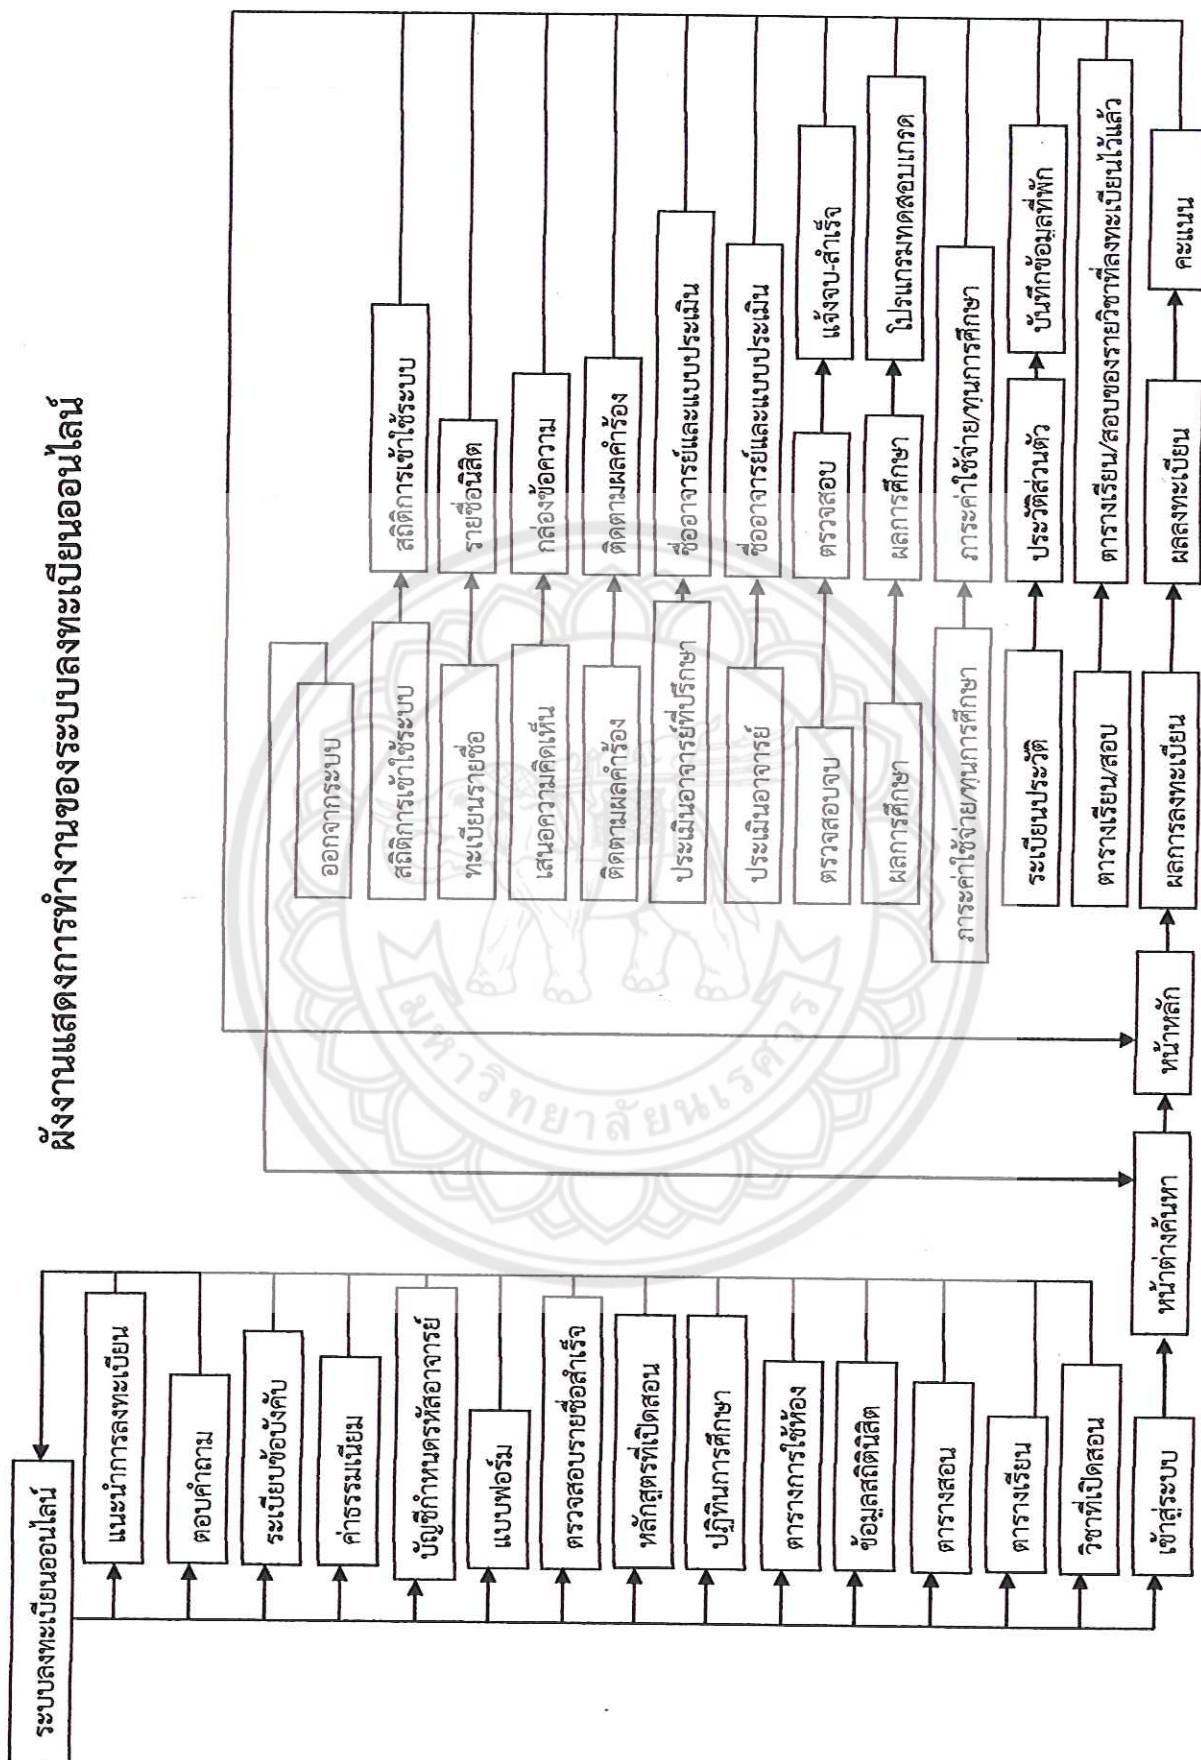 ผังงานแสดงการทำงานของระบบลงทะเบียนออนไลน์
ระบบลงทะเบียนออนไลน์
แนะนำการลงทะเบียน
ตอบคำถาม
ระเบียบข้อบังคับ
ค่าธรรมเนียม
บัญชีกำหนดรหัสอาจารย์
แบบฟอร์ม
ตรวจสอบรายชื่อสำเร็จ
หลักสูตรที่เปิดสอน
ปฏิทินการศึกษา
ตารางการใช้ห้อง
ข้อมูลสถิตินิสิต
ตารางสอน
ตารางเรียน
วิชาที่เปิดสอน
เข้าสู่ระบบ
หน้าต่างค้นหา
หน้าหลัก
ออกจากระบบ
สถิติการเข้าใช้ระบบ
สถิติการเข้าใช้ระบบ
ทะเบียนรายชื่อ
รายชื่อนิสิต
เสนอความคิดเห็น
กล่องข้อความ
ติดตามผลคำร้อง
ติดตามผลคำร้อง
ประเมินอาจารย์ที่ปรึกษา
ชื่ออาจารย์และแบบประเมิน
ประเมินอาจารย์
ชื่ออาจารย์และแบบประเมิน
ตรวจสอบจบ
ตรวจสอบ
แจ้งจบ-สำเร็จ
ผลการศึกษา
ผลการศึกษา
โปรแกรมทดสอบเกรด
ภาระค่าใช้จ่าย/ทุนการศึกษา
ภาระค่าใช้จ่าย/ทุนการศึกษา
ระเบียนประวัติ
ประวัติส่วนตัว
บันทึกข้อมูลที่พัก
ตารางเรียน/สอบ
ตารางเรียน/สอบของรายวิชาที่ลงทะเบียนไว้แล้ว
ผลการลงทะเบียน
ผลลงทะเบียน
คะแนน
มหาวิทยาลัยนเรศวร